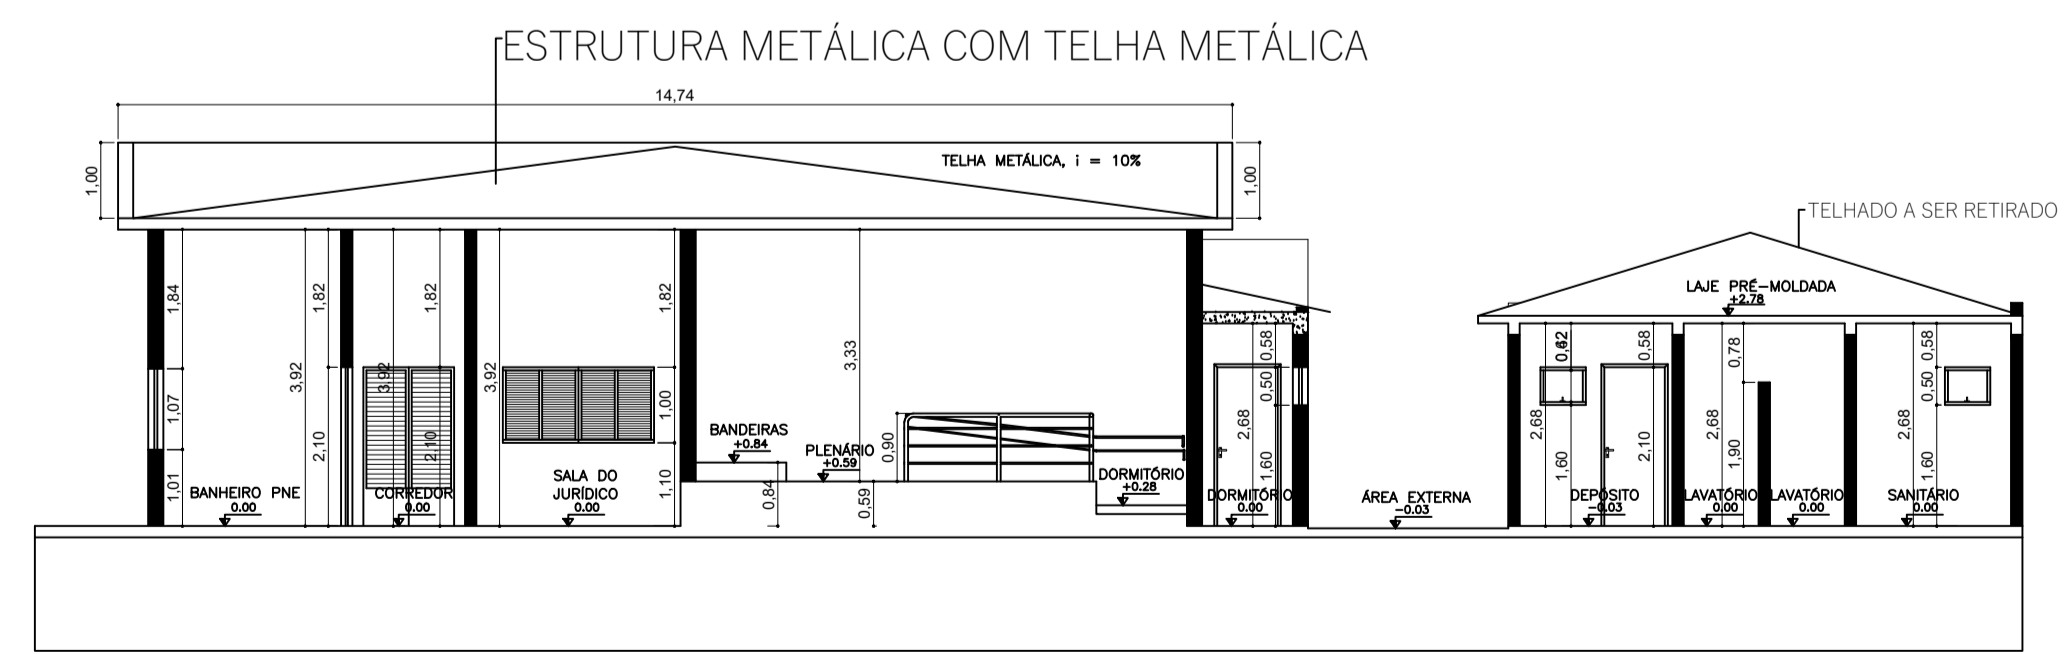 ESTRUTURA METÁLICA COM TELHA METÁLICA
14,74
1,00
TELHA METÁLICA, i = 10%
1,00
TELHADO A SER RETIRADO
LAJE PRÉ-MOLDADA
+2.78
1,84
1,07
1,01
3,92
1,82
2,10
3,92
1,82
2,10
3,92
1,82
1,00
1,10
3,33
0,90
0,84
0,59
2,68
0,58
0,50
1,60
2,68
0,42
1,60
0,58
2,10
2,68
0,78
1,90
2,68
0,58
0,50
1,60
BANHEIRO PNE
0.00
CORREDOR
0.00
SALA DO
JURÍDICO
0.00
BANDEIRAS
+0.84
PLENÁRIO
+0.59
DORMITÓRIO
+0.28
DORMITÓRIO
0.00
ÁREA EXTERNA
-0.03
DEPÓSITO
-0.03
LAVATÓRIO
0.00
LAVATÓRIO
0.00
SANITÁRIO
0.00